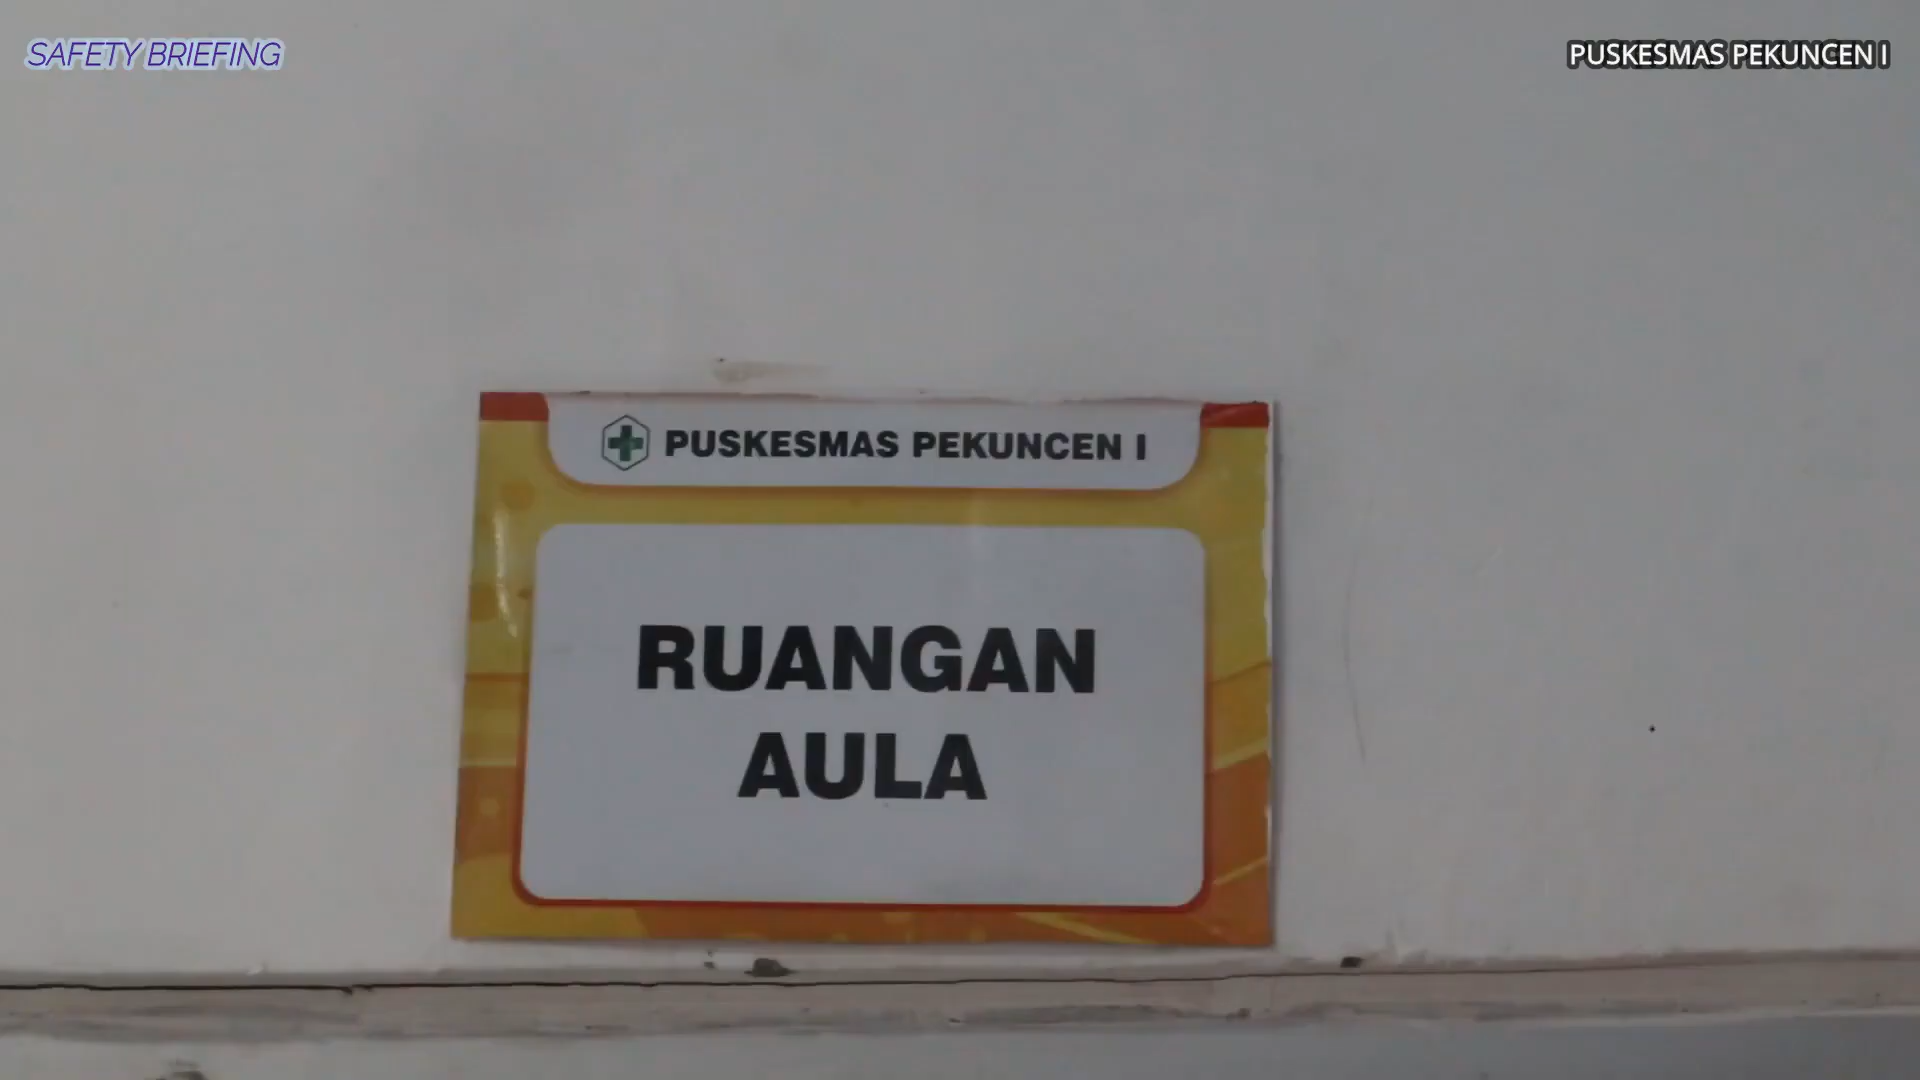 SAFETY BRIEFING
PUSKESMAS PEKUNCEN I
PUSKESMAS PEKUNCEN I
RUANGAN
AULA